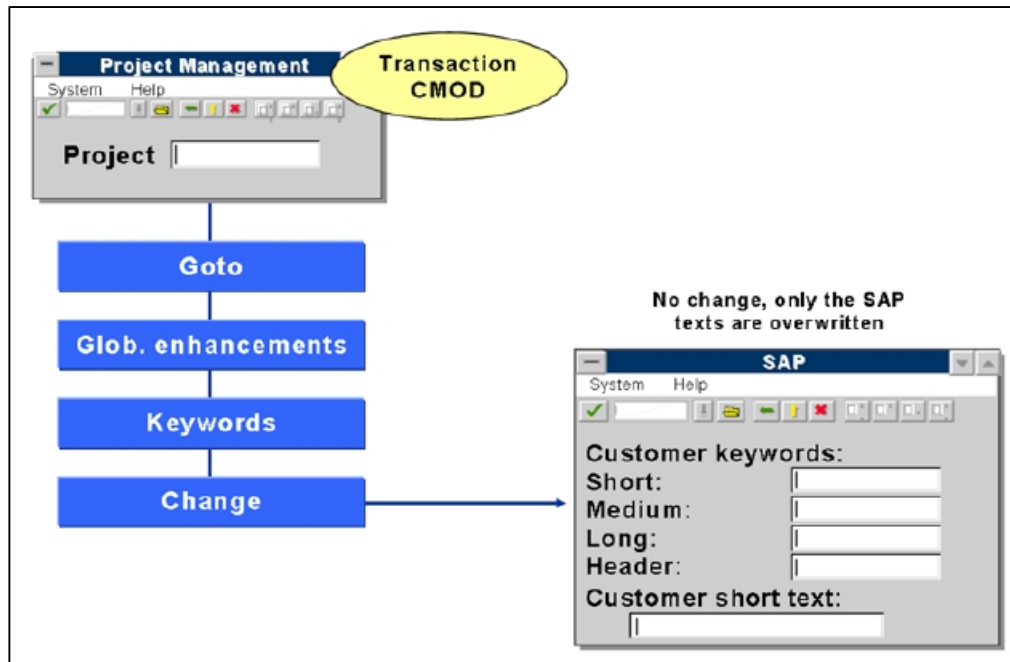 Project Management
Transaction
CMOD
System Help
Project
Goto
Glob. enhancements
Keywords
Change
No change, only the SAP
texts are overwritten
SAP
System Help
Customer keywords:
Short:
Medium:
Long:
Header:
Customer short text: